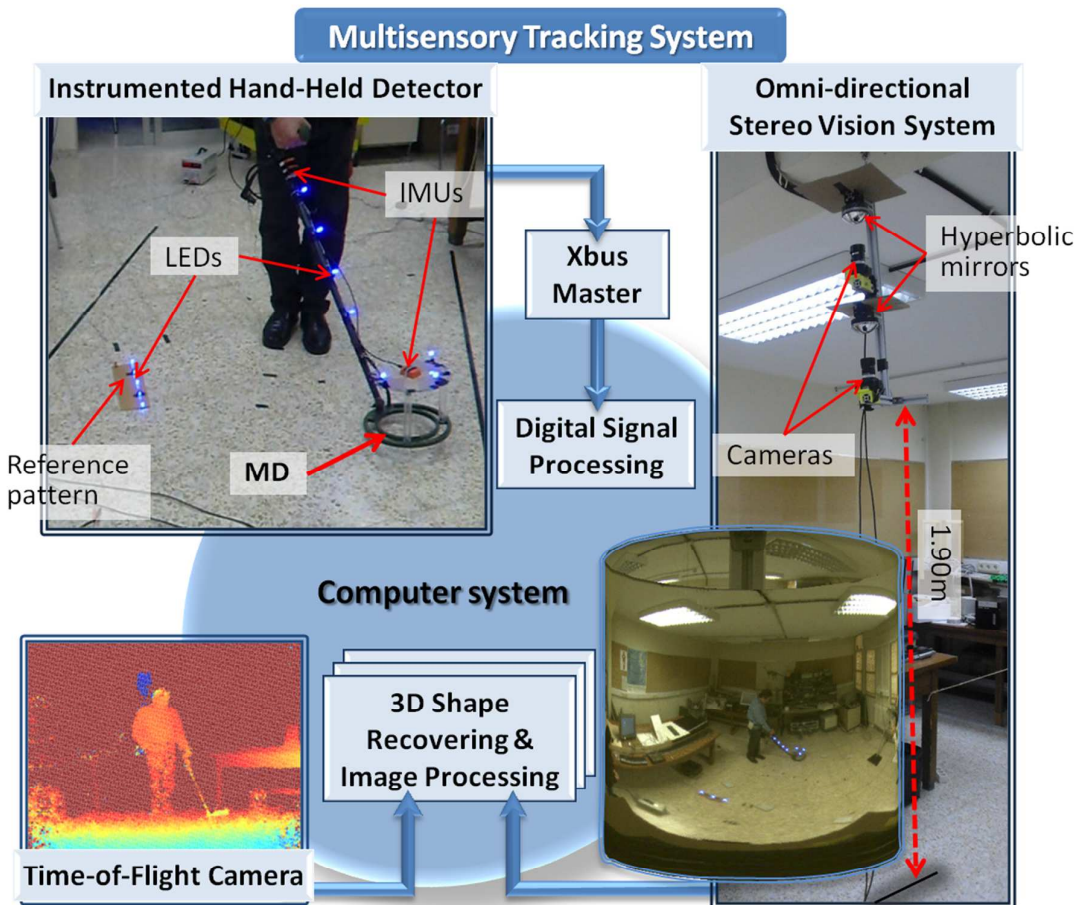 Multisensory Tracking System
Instrumented Hand-Held Detector
IMUs
LEDs
Reference
pattern
MD
Xbus
Master
Digital Signal
Processing
Omni-directional
Stereo Vision System
Hyperbolic
mirrors
Cameras
1.90m
Computer system
3D Shape
Recovering &
Image Processing
Time-of-Flight Camera